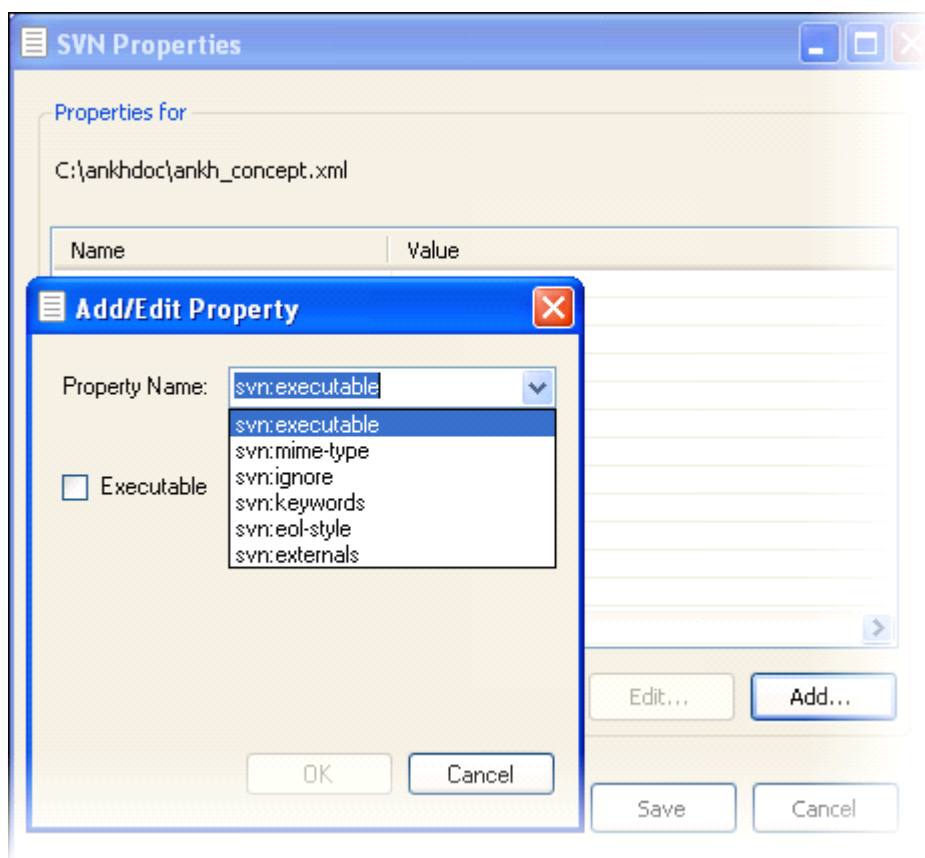 SVN Properties
Properties for
C:\ankhdoc\ankh_concept.xml
Name Value
Add/Edit Property
Property Name: svn:executable
svn:executable
svn:mime-type
svn:ignore
Executable
svn:keywords
svn:eol-style
svn:externals
Edit... Add...
OK Cancel
Save Cancel